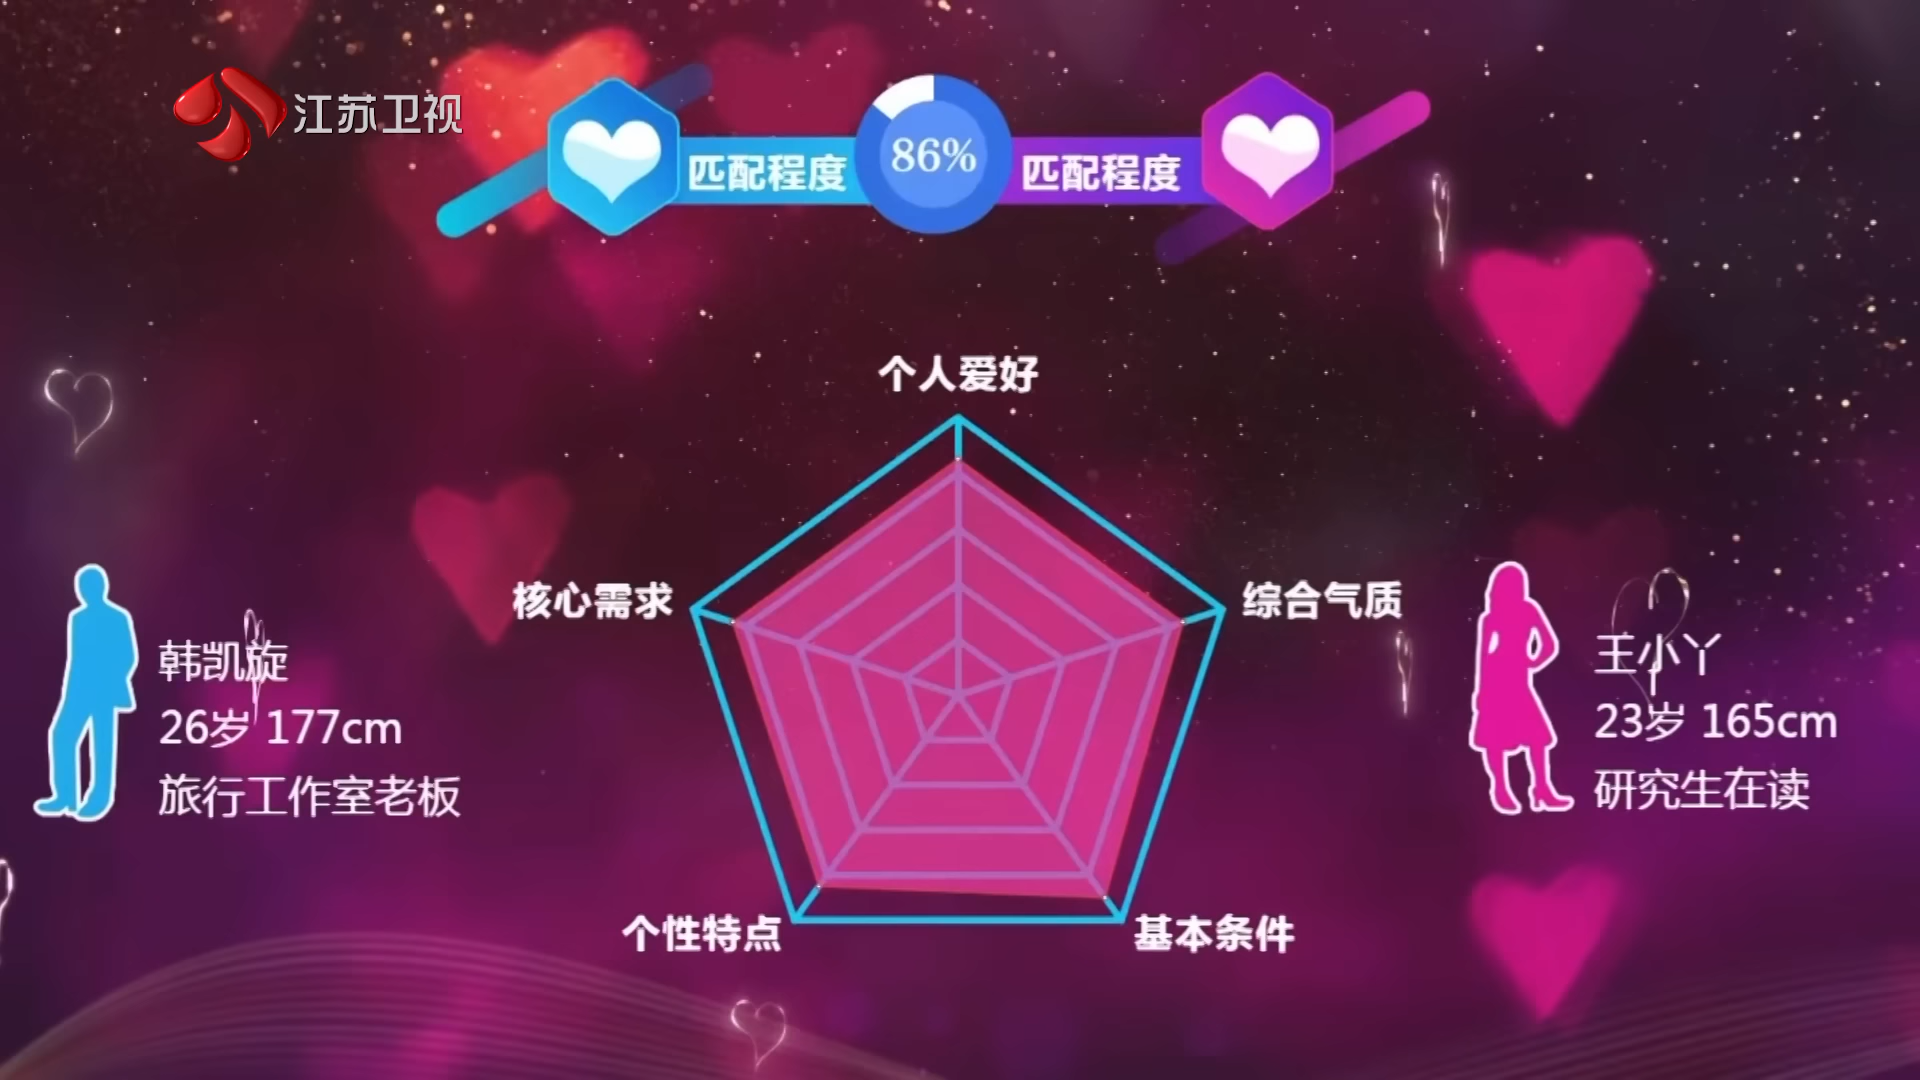 江苏卫视
匹配程度
86%
匹配程度
个人爱好
核心需求
综合气质
个性特点
基本条件
韩凯旋
26岁 177cm
旅行工作室老板
王小丫
23岁 165cm
研究生在读